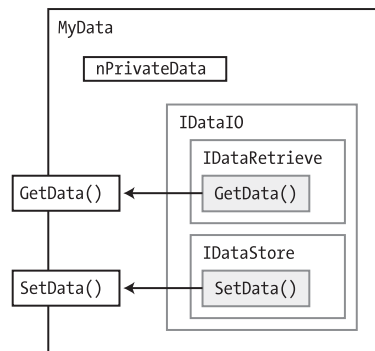 MyData
nPrivateData
IDataIO
IDataRetrieve
GetData()
GetData()
IDataStore
SetData()
SetData()